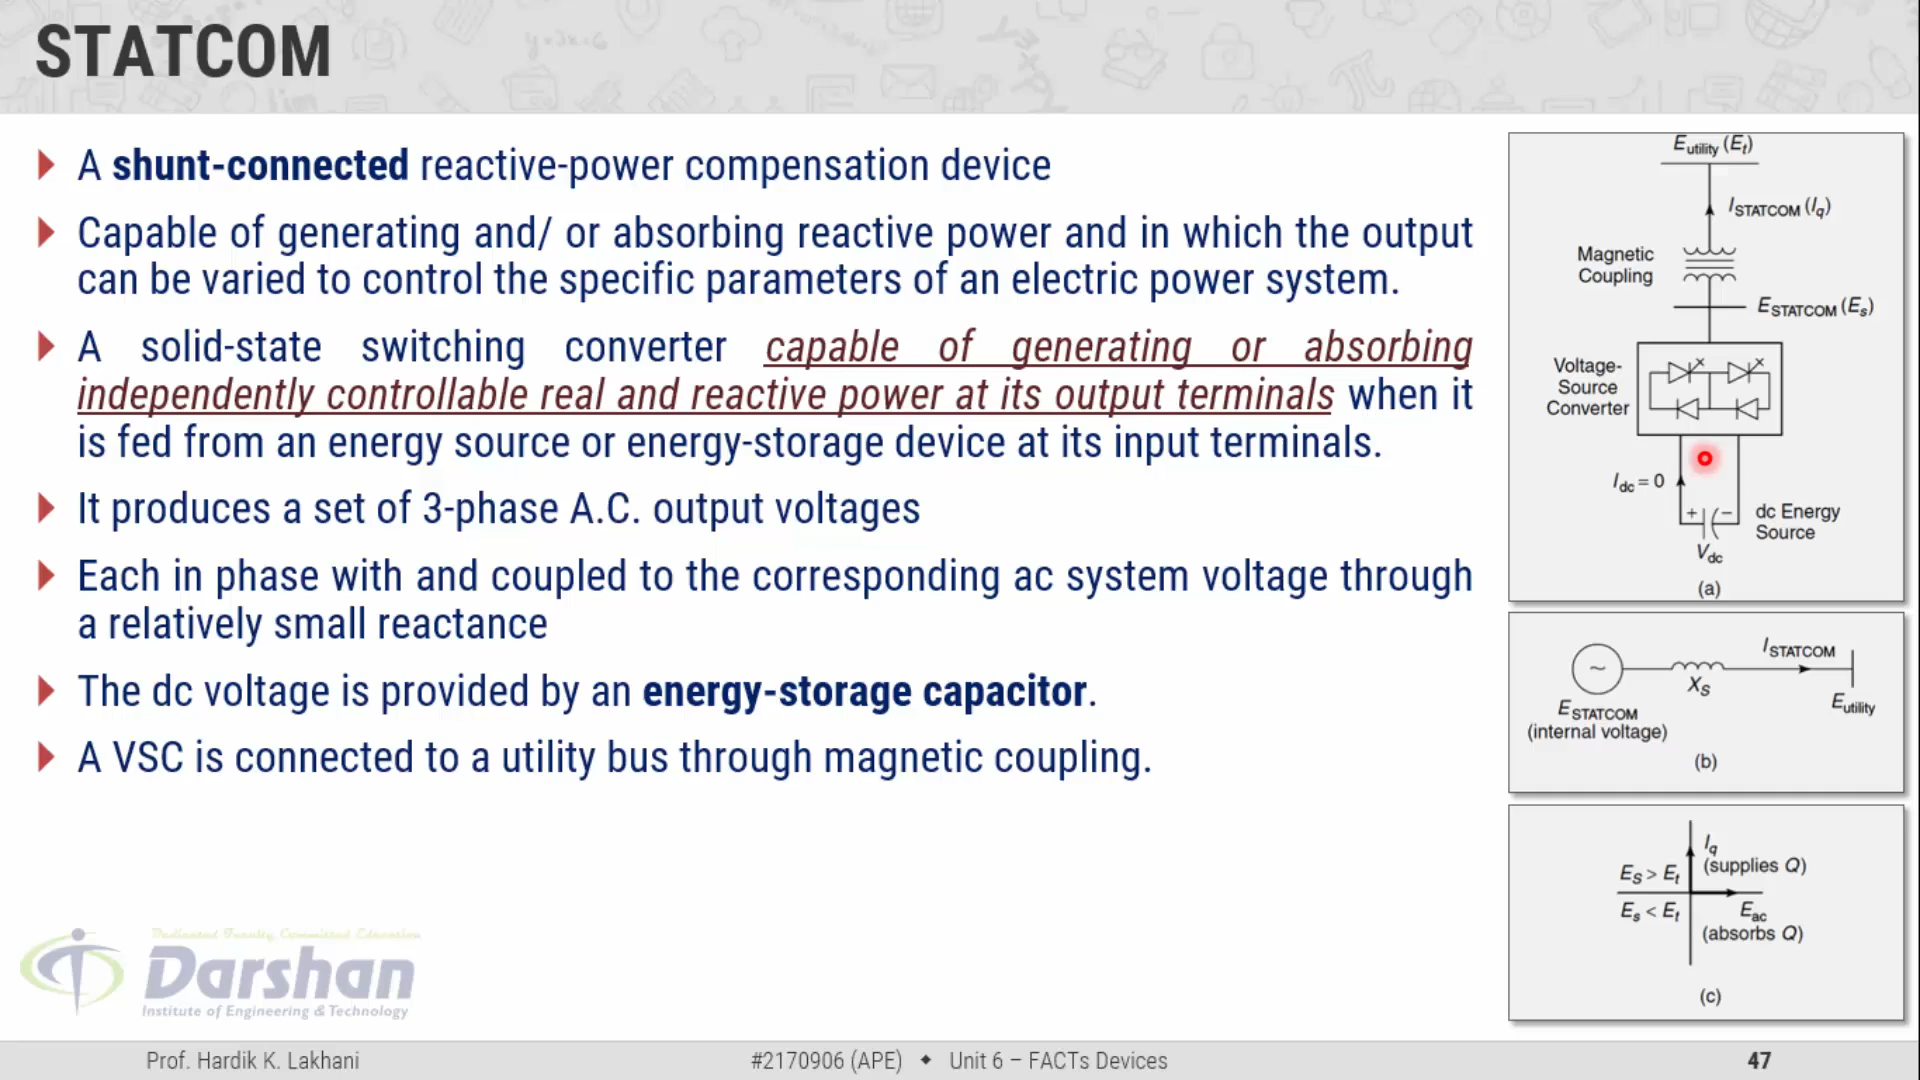 STATCOM
A shunt-connected reactive-power compensation device
Capable of generating and/ or absorbing reactive power and in which the output
can be varied to control the specific parameters of an electric power system.
A solid-state switching converter capable of generating or absorbing
independently controllable real and reactive power at its output terminals when it
is fed from an energy source or energy-storage device at its input terminals.
It produces a set of 3-phase A.C. output voltages
Each in phase with and coupled to the corresponding ac system voltage through
a relatively small reactance
The dc voltage is provided by an energy-storage capacitor.
A VSC is connected to a utility bus through magnetic coupling.
Eutility (Et)
ISTATCOM (Iq)
Magnetic
Coupling
ESTATCOM (Es)
Voltage-
Source
Converter
Idc = 0
+ −
dc Energy
Source
Vdc
(a)
ISTATCOM
~
XS
ESTATCOM
(internal voltage)
Eutility
(b)
Iq
(supplies Q)
ES > Et
Es < Et
Eac
(absorbs Q)
(c)
Dedicated Faculty, Committed Education
Darshan
Institute of Engineering & Technology
Prof. Hardik K. Lakhani
#2170906 (APE) ◆ Unit 6 – FACTs Devices
47